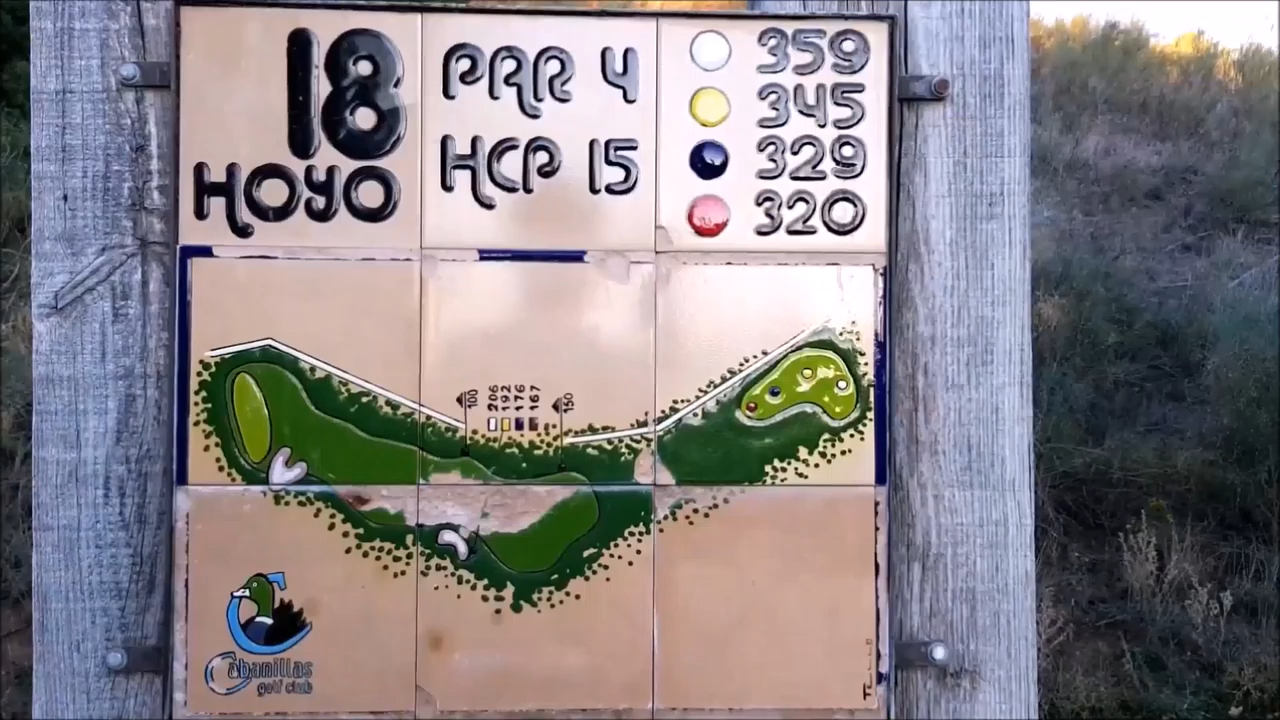 18
HOYO
PAR 4
HCP 15
359
345
329
320
100
206
192
176
167
150
Cabanillas
golf club